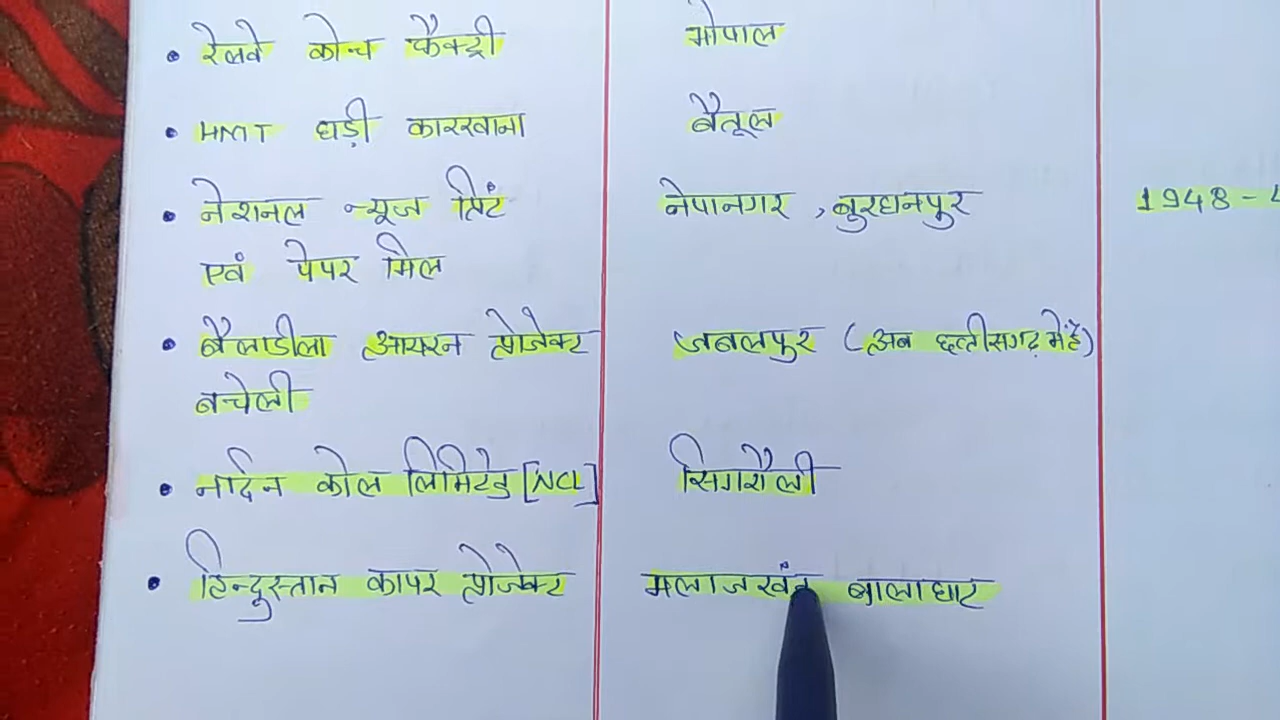 • रेलवे कोच फैक्ट्री भोपाल
• HMT घड़ी कारखाना बैतूल
• नेशनल न्यूज प्रिंट नेपानगर, बुरहानपुर 1948 -
एवं पेपर मिल
• बैलाडीला आयरन प्रोजेक्ट जबलपुर (अब छत्तीसगढ़ में है)
बचेली
• नार्दन कोल लिमिटेड [NCL] सिंगरौली
• हिन्दुस्तान कापर प्रोजेक्ट मलाजखंड बालाघाट